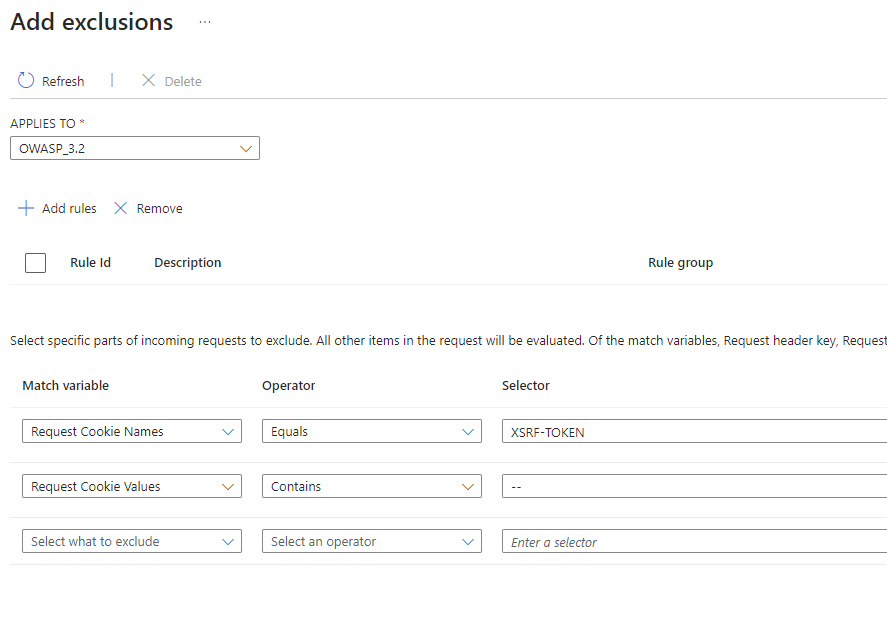 Add exclusions ...
Refresh | Delete
APPLIES TO *
OWASP_3.2
Add rules Remove
Rule Id Description Rule group
Select specific parts of incoming requests to exclude. All other items in the request will be evaluated. Of the match variables, Request header key, Request
Match variable Operator Selector
Request Cookie Names Equals XSRF-TOKEN
Request Cookie Values Contains --
Select what to exclude Select an operator Enter a selector